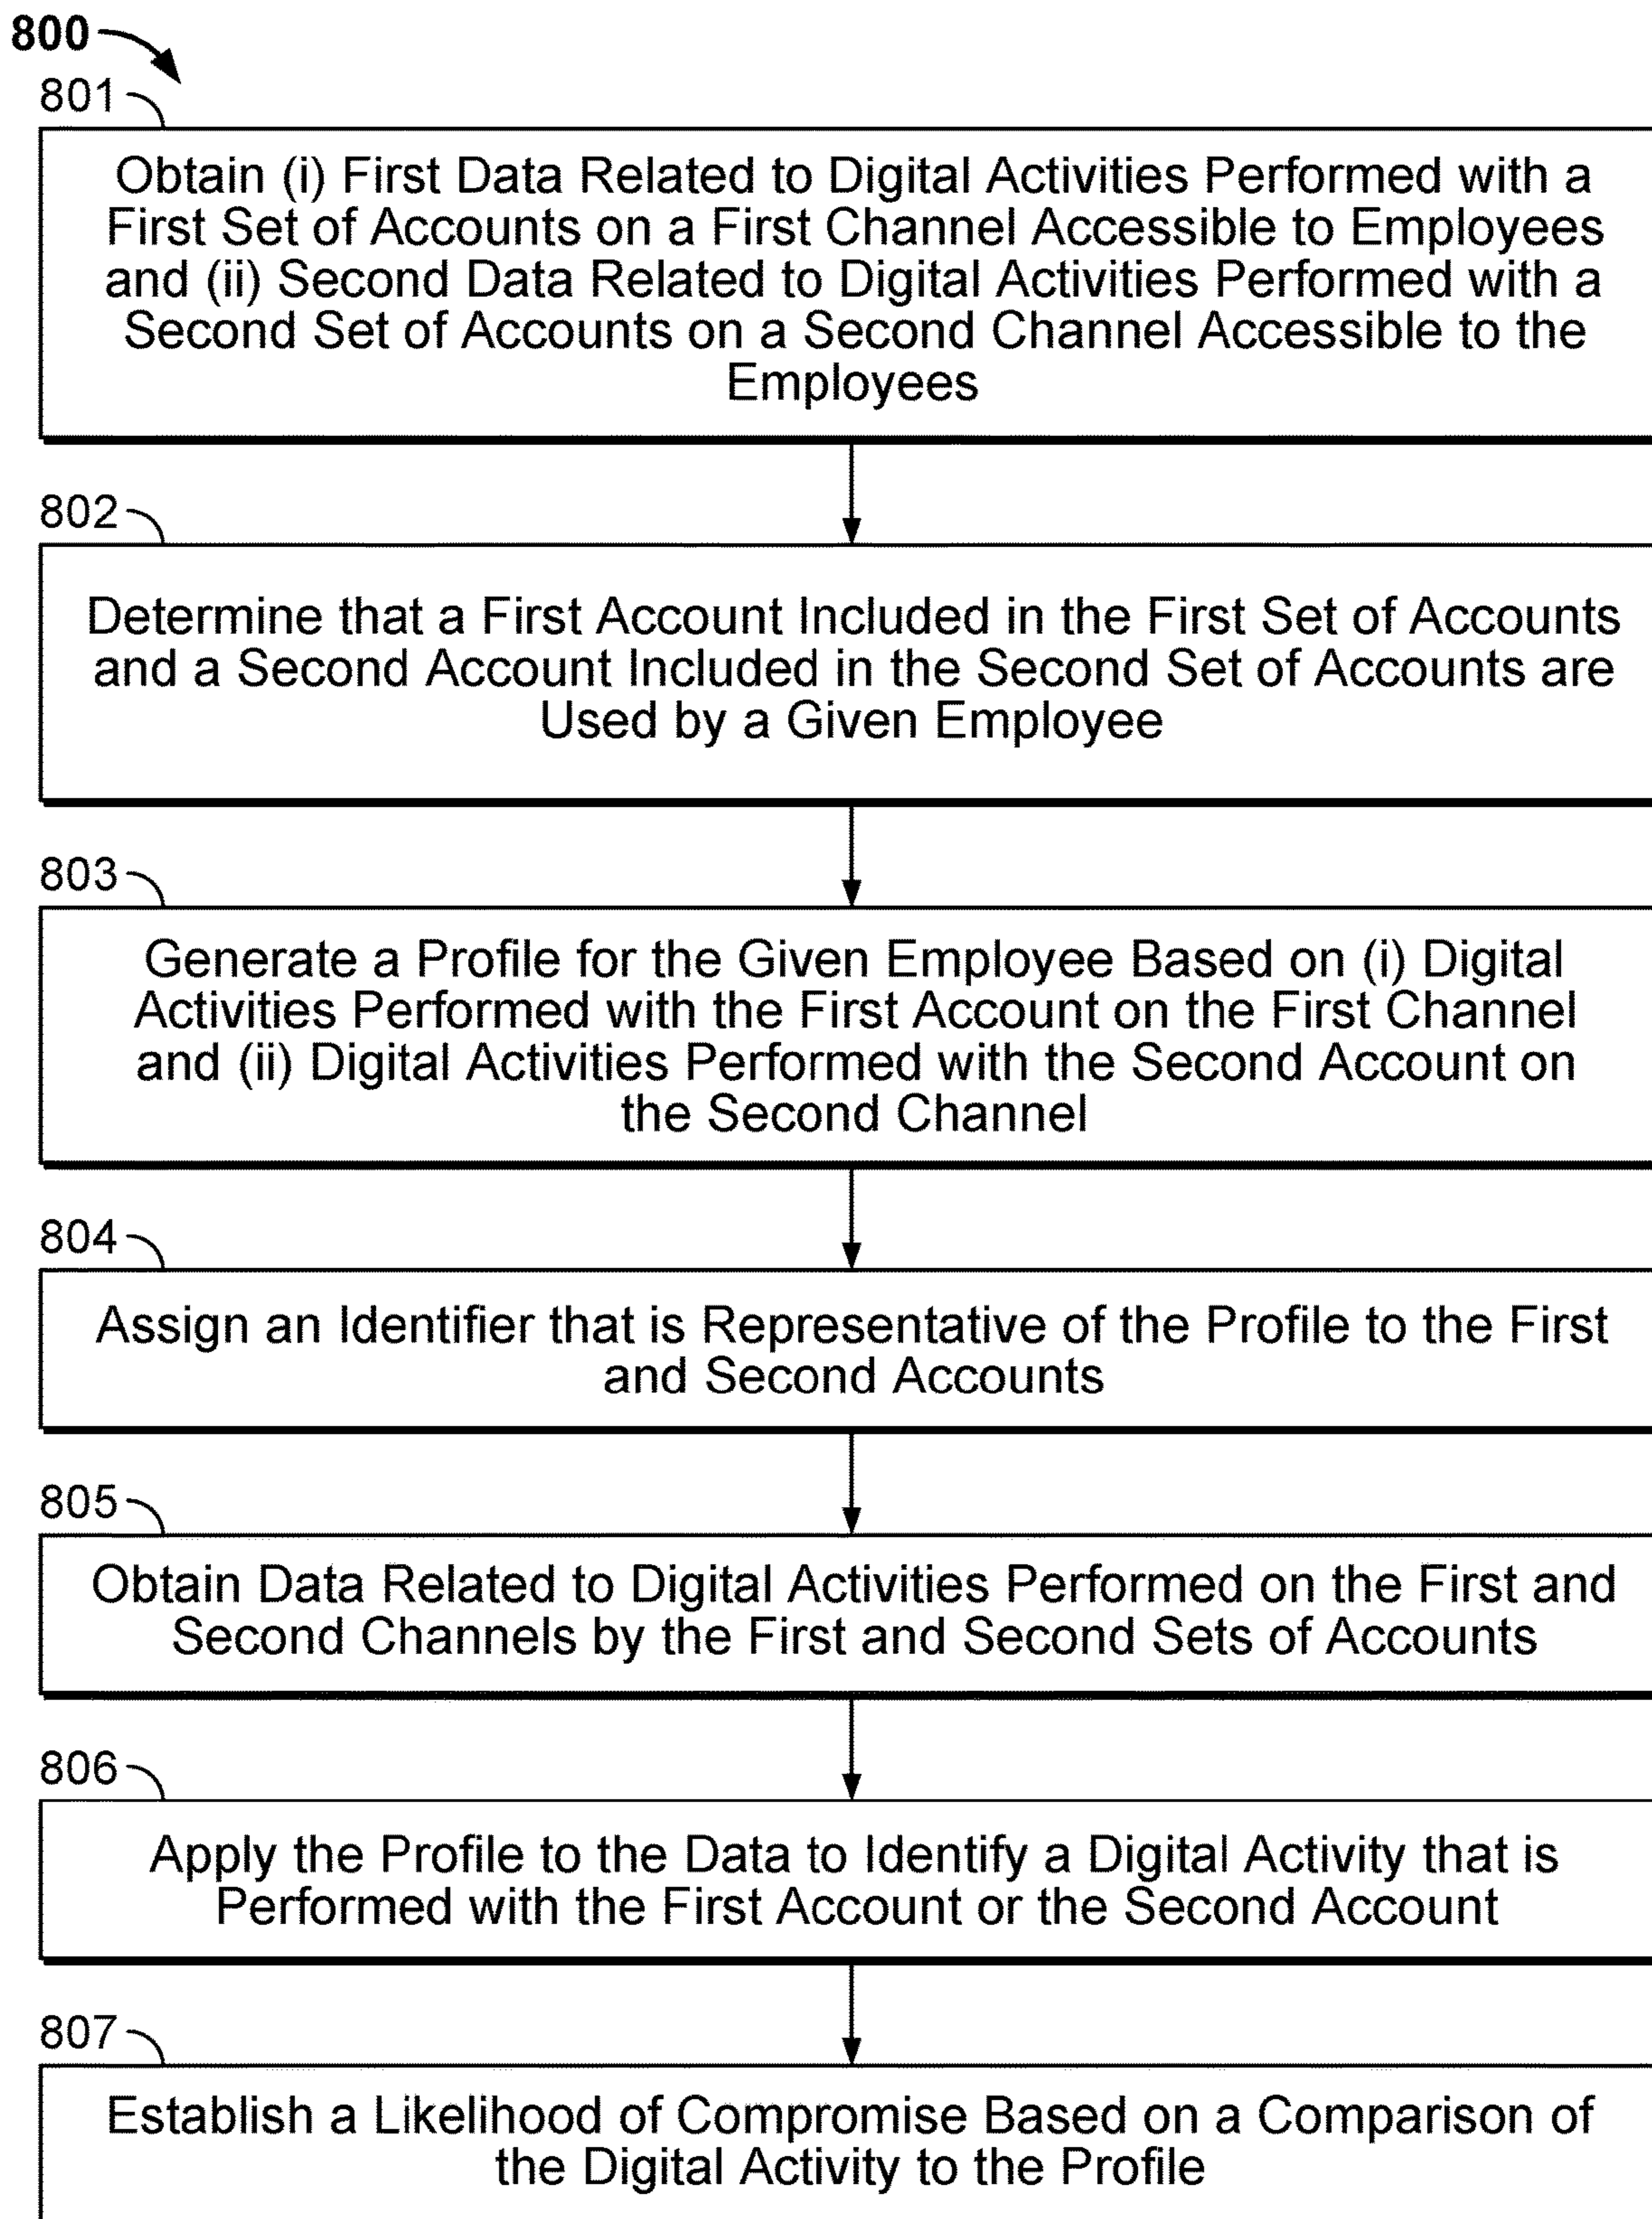 800
801
Obtain (i) First Data Related to Digital Activities Performed with a
First Set of Accounts on a First Channel Accessible to Employees
and (ii) Second Data Related to Digital Activities Performed with a
Second Set of Accounts on a Second Channel Accessible to the
Employees
802
Determine that a First Account Included in the First Set of Accounts
and a Second Account Included in the Second Set of Accounts are
Used by a Given Employee
803
Generate a Profile for the Given Employee Based on (i) Digital
Activities Performed with the First Account on the First Channel
and (ii) Digital Activities Performed with the Second Account on
the Second Channel
804
Assign an Identifier that is Representative of the Profile to the First
and Second Accounts
805
Obtain Data Related to Digital Activities Performed on the First and
Second Channels by the First and Second Sets of Accounts
806
Apply the Profile to the Data to Identify a Digital Activity that is
Performed with the First Account or the Second Account
807
Establish a Likelihood of Compromise Based on a Comparison of
the Digital Activity to the Profile